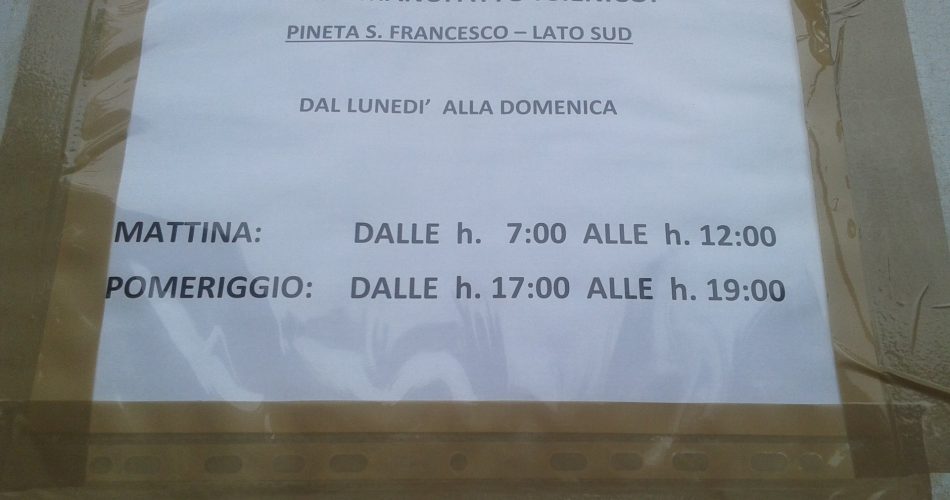 PINETA S. FRANCESCO – LATO SUD
DAL LUNEDI' ALLA DOMENICA
MATTINA: DALLE h. 7:00 ALLE h. 12:00
POMERIGGIO: DALLE h. 17:00 ALLE h. 19:00